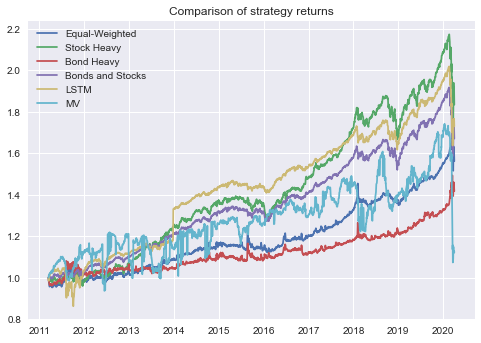 Comparison of strategy returns
2.2
2.0
1.8
1.6
1.4
1.2
1.0
0.8
Equal-Weighted
Stock Heavy
Bond Heavy
Bonds and Stocks
LSTM
MV
2011 2012 2013 2014 2015 2016 2017 2018 2019 2020